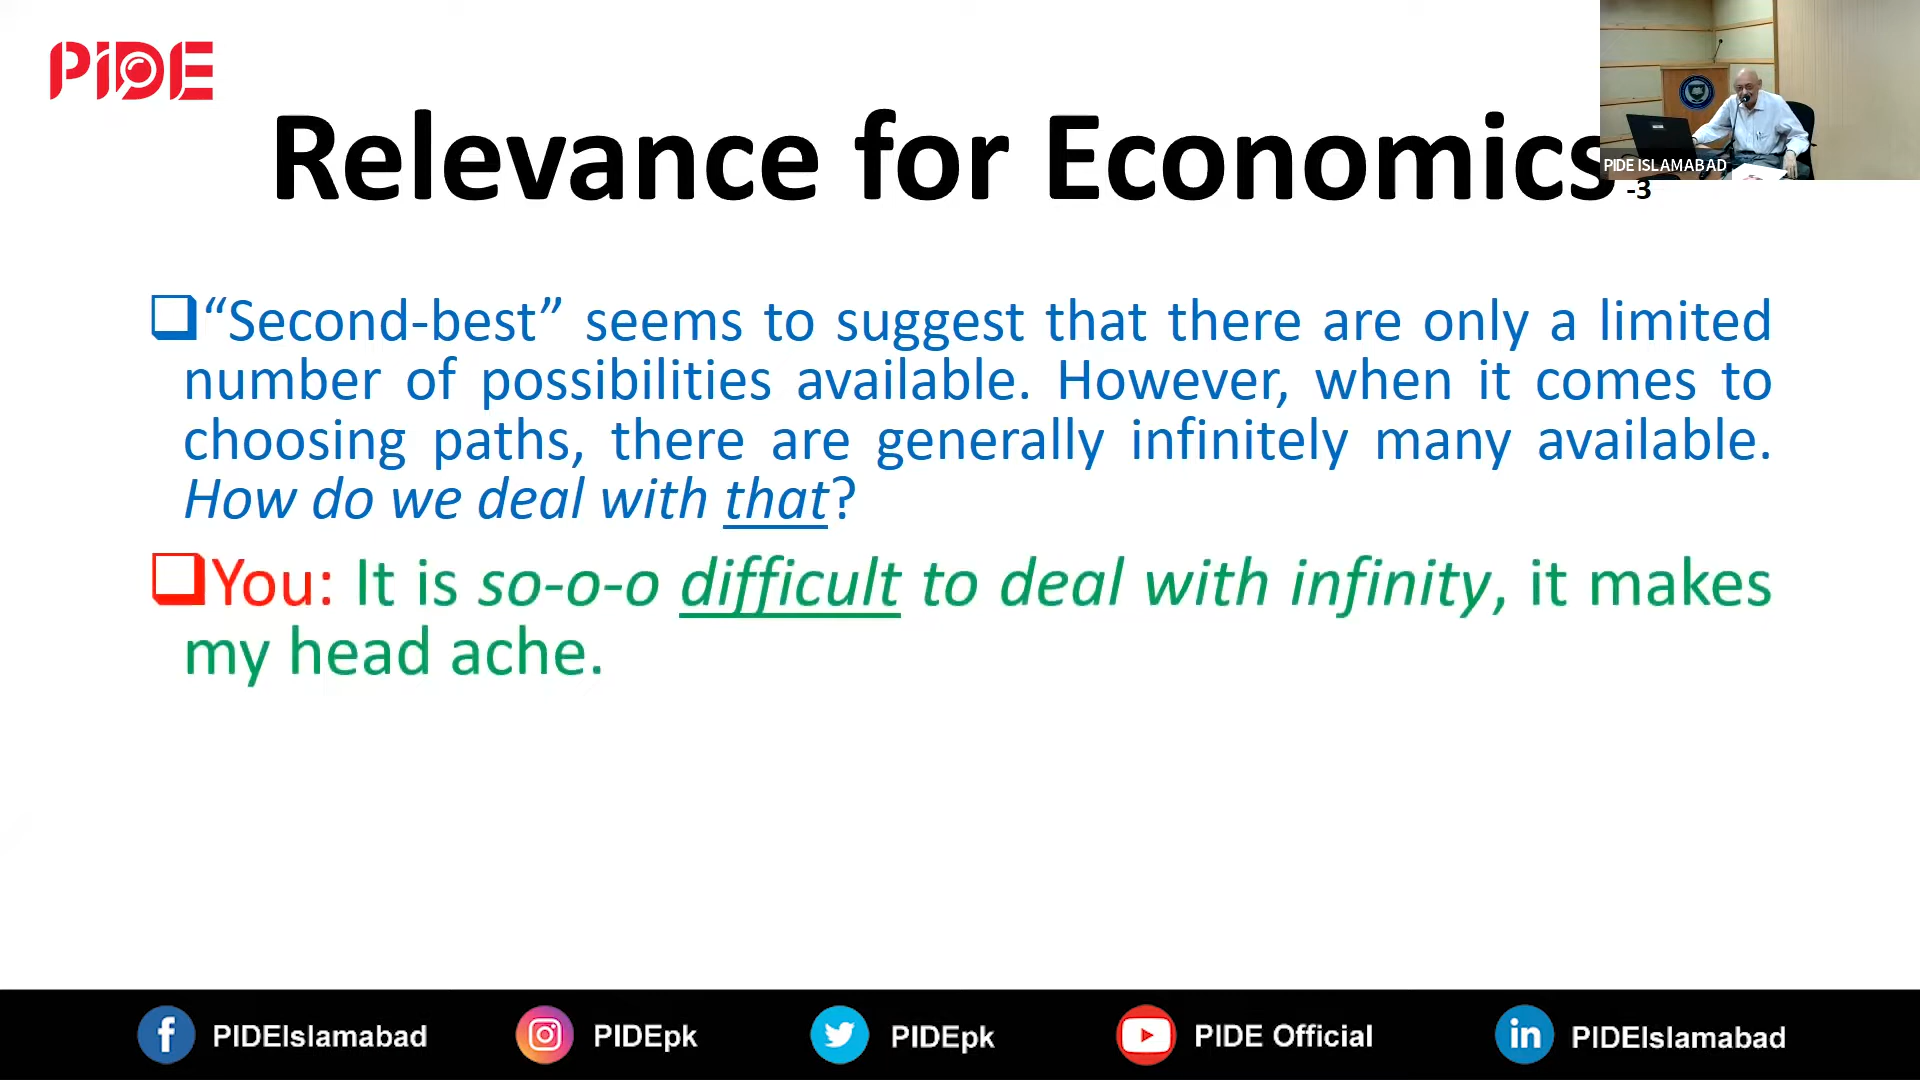 PIDE
Relevance for Economics
-3
PIDE ISLAMABAD
“Second-best” seems to suggest that there are only a limited
number of possibilities available. However, when it comes to
choosing paths, there are generally infinitely many available.
How do we deal with that?
You: It is so-o-o difficult to deal with infinity, it makes
my head ache.
PIDEIslamabad
PIDEpk
PIDEpk
PIDE Official
PIDEIslamabad